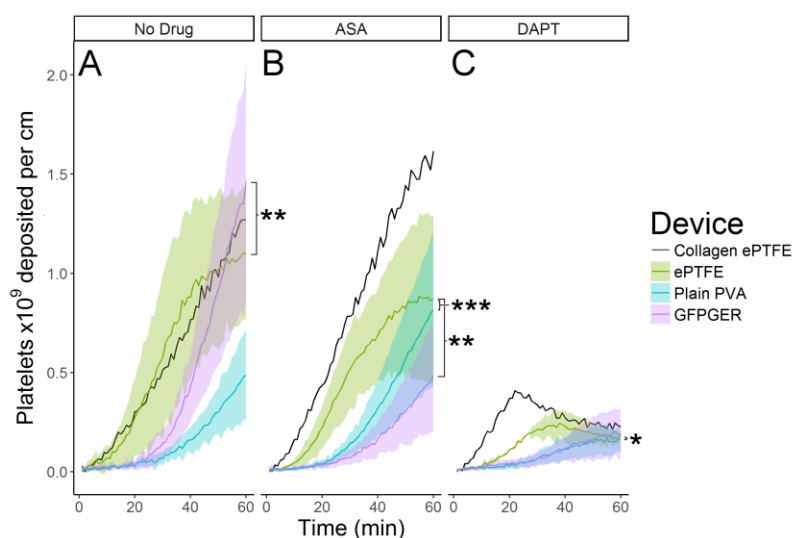 No Drug
ASA
DAPT
A
B
C
Platelets x10⁹ deposited per cm
2.0
1.5
1.0
0.5
0.0
**
***
**
*
0 20 40 60
0 20 40 60
0 20 40 60
Time (min)
Device
Collagen ePTFE
ePTFE
Plain PVA
GFPGER